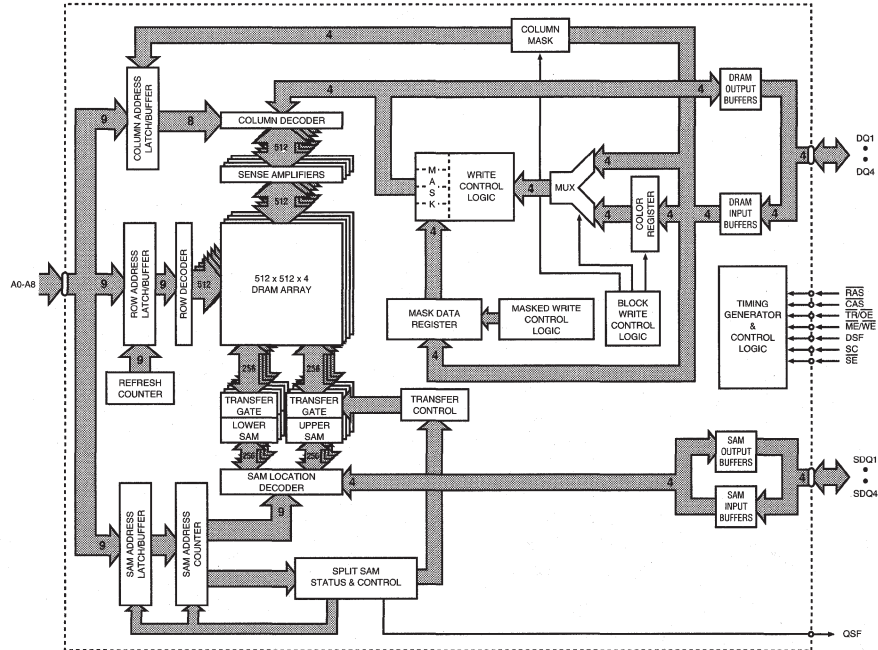 4
COLUMN
MASK
COLUMN ADDRESS
LATCH/BUFFER
9
8
COLUMN DECODER
512
SENSE AMPLIFIERS
512
4
4
DRAM
OUTPUT
BUFFERS
4
DQ1
DQ4
MASK
WRITE
CONTROL
LOGIC
4
MUX
4
4
COLOR
REGISTER
4
4
DRAM
INPUT
BUFFERS
4
A0-A8
9
ROW ADDRESS
LATCH/BUFFER
9
ROW DECODER
512
512 x 512 x 4
DRAM ARRAY
4
MASK DATA
REGISTER
MASKED WRITE
CONTROL
LOGIC
BLOCK
WRITE
CONTROL
LOGIC
4
TIMING
GENERATOR
&
CONTROL
LOGIC
RAS
CAS
TR/OE
ME/WE
DSF
SC
SE
9
REFRESH
COUNTER
256
256
TRANSFER
GATE
TRANSFER
GATE
LOWER
SAM
UPPER
SAM
TRANSFER
CONTROL
256
256
SAM LOCATION
DECODER
4
4
SAM
OUTPUT
BUFFERS
SAM
INPUT
BUFFERS
4
SDQ1
SDQ4
9
9
SAM ADDRESS
LATCH/BUFFER
SAM ADDRESS
COUNTER
SPLIT SAM
STATUS & CONTROL
QSF